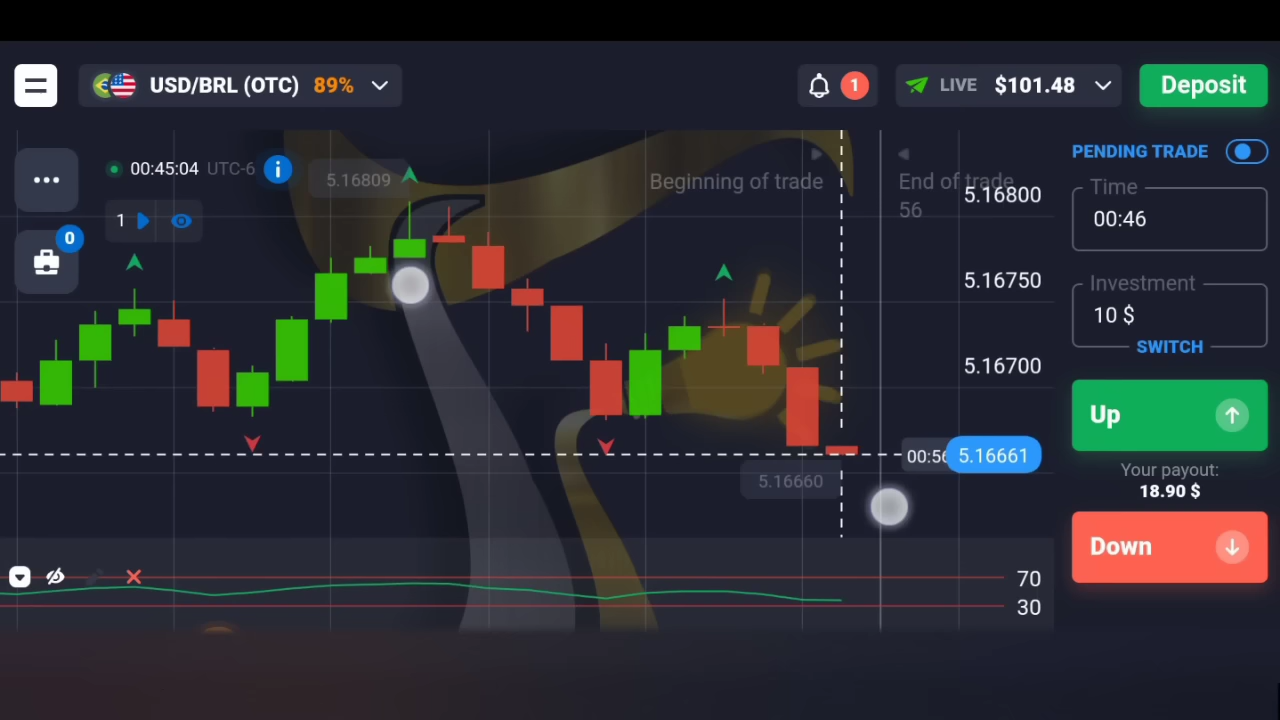 USD/BRL (OTC) 89%
1
LIVE $101.48
Deposit
00:45:04 UTC-6
5.16809
Beginning of trade
End of trade
56
5.16800
PENDING TRADE
Time
00:46
1
0
5.16750
Investment
10 $
SWITCH
5.16700
Up
00:56
5.16661
Your payout:
18.90 $
5.16660
Down
70
30